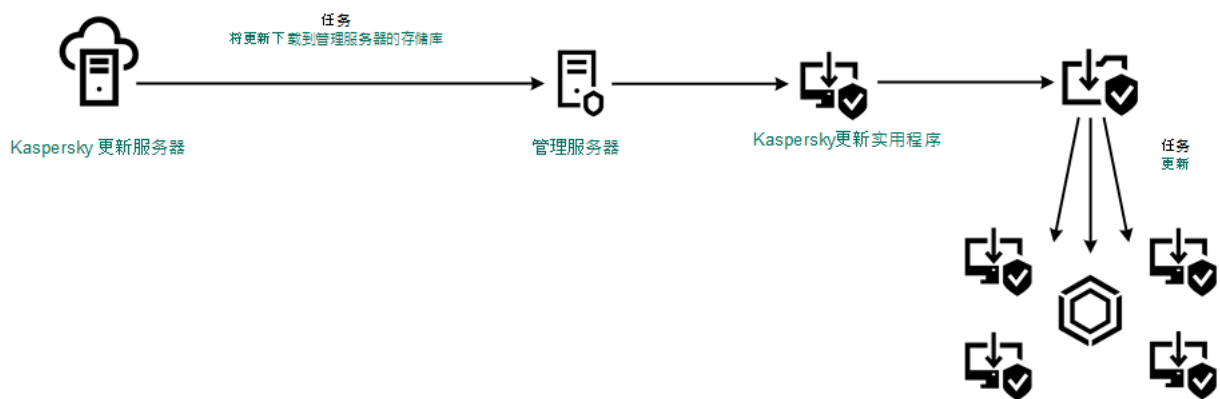 任务
将更新下载到管理服务器的存储库
Kaspersky 更新服务器
管理服务器
Kaspersky更新实用程序
任务
更新